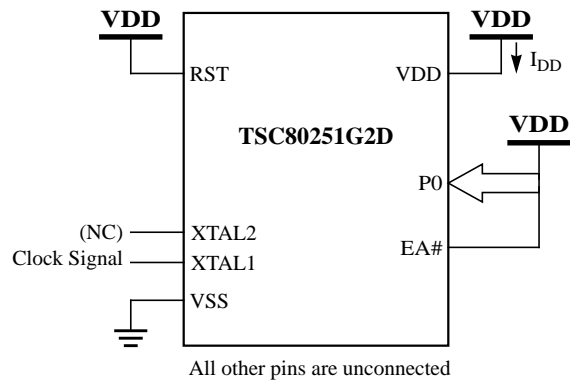 VDD
VDD
I_DD
RST
VDD
TSC80251G2D
VDD
P0
(NC)
XTAL2
EA#
Clock Signal
XTAL1
VSS
All other pins are unconnected